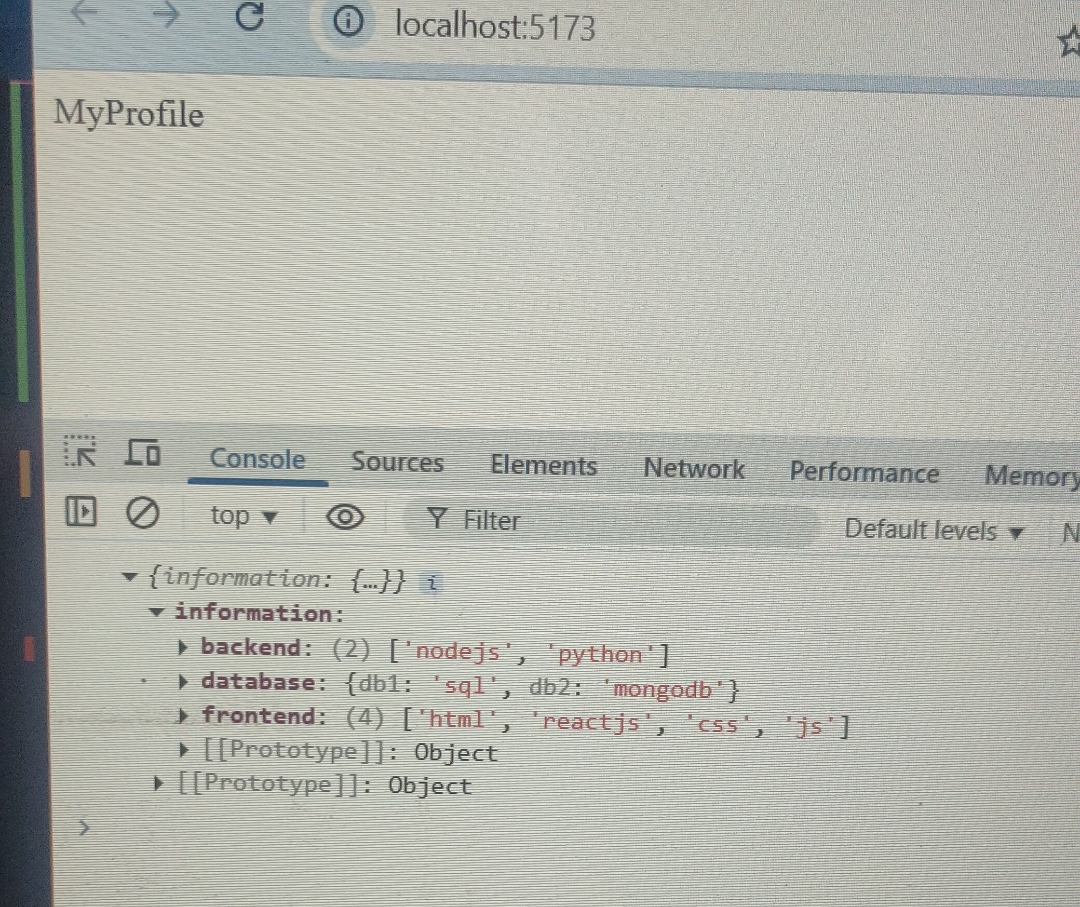 localhost:5173
MyProfile
Console Sources Elements Network Performance Memory
top ▼ Filter Default levels ▼
▼ {information: {…}} i
▼ information:
▶ backend: (2) ['nodejs', 'python']
▶ database: {db1: 'sql', db2: 'mongodb'}
▶ frontend: (4) ['html', 'reactjs', 'css', 'js']
▶ [[Prototype]]: Object
▶ [[Prototype]]: Object
>